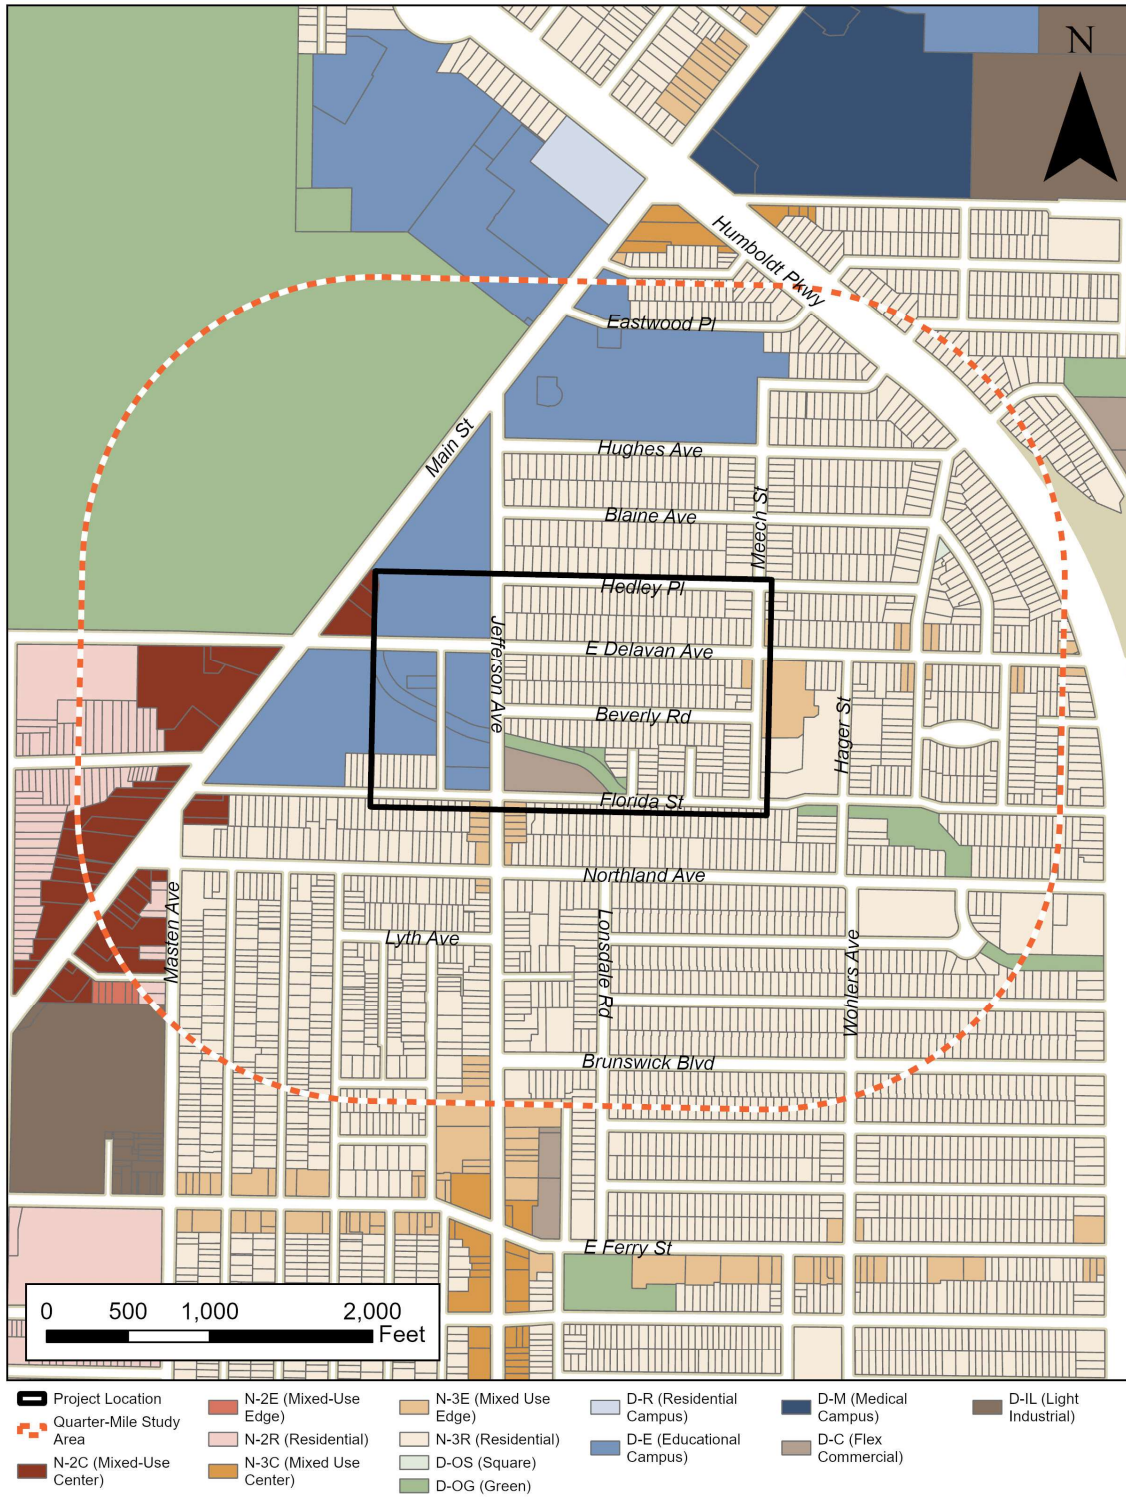 N
Humboldt Pkwy
Eastwood Pl
Main St
Hughes Ave
Meech St
Blaine Ave
Hedley Pl
Jefferson Ave
E Delavan Ave
Beverly Rd
Hager St
Florida St
Northland Ave
Masten Ave
Lyth Ave
Lonsdale Rd
Wohlers Ave
Brunswick Blvd
E Ferry St
0 500 1,000 2,000
Feet
Project Location
Quarter-Mile Study
Area
N-2C (Mixed-Use
Center)
N-2E (Mixed-Use
Edge)
N-2R (Residential)
N-3C (Mixed Use
Center)
N-3E (Mixed Use
Edge)
N-3R (Residential)
D-OS (Square)
D-OG (Green)
D-R (Residential
Campus)
D-E (Educational
Campus)
D-M (Medical
Campus)
D-C (Flex
Commercial)
D-IL (Light
Industrial)